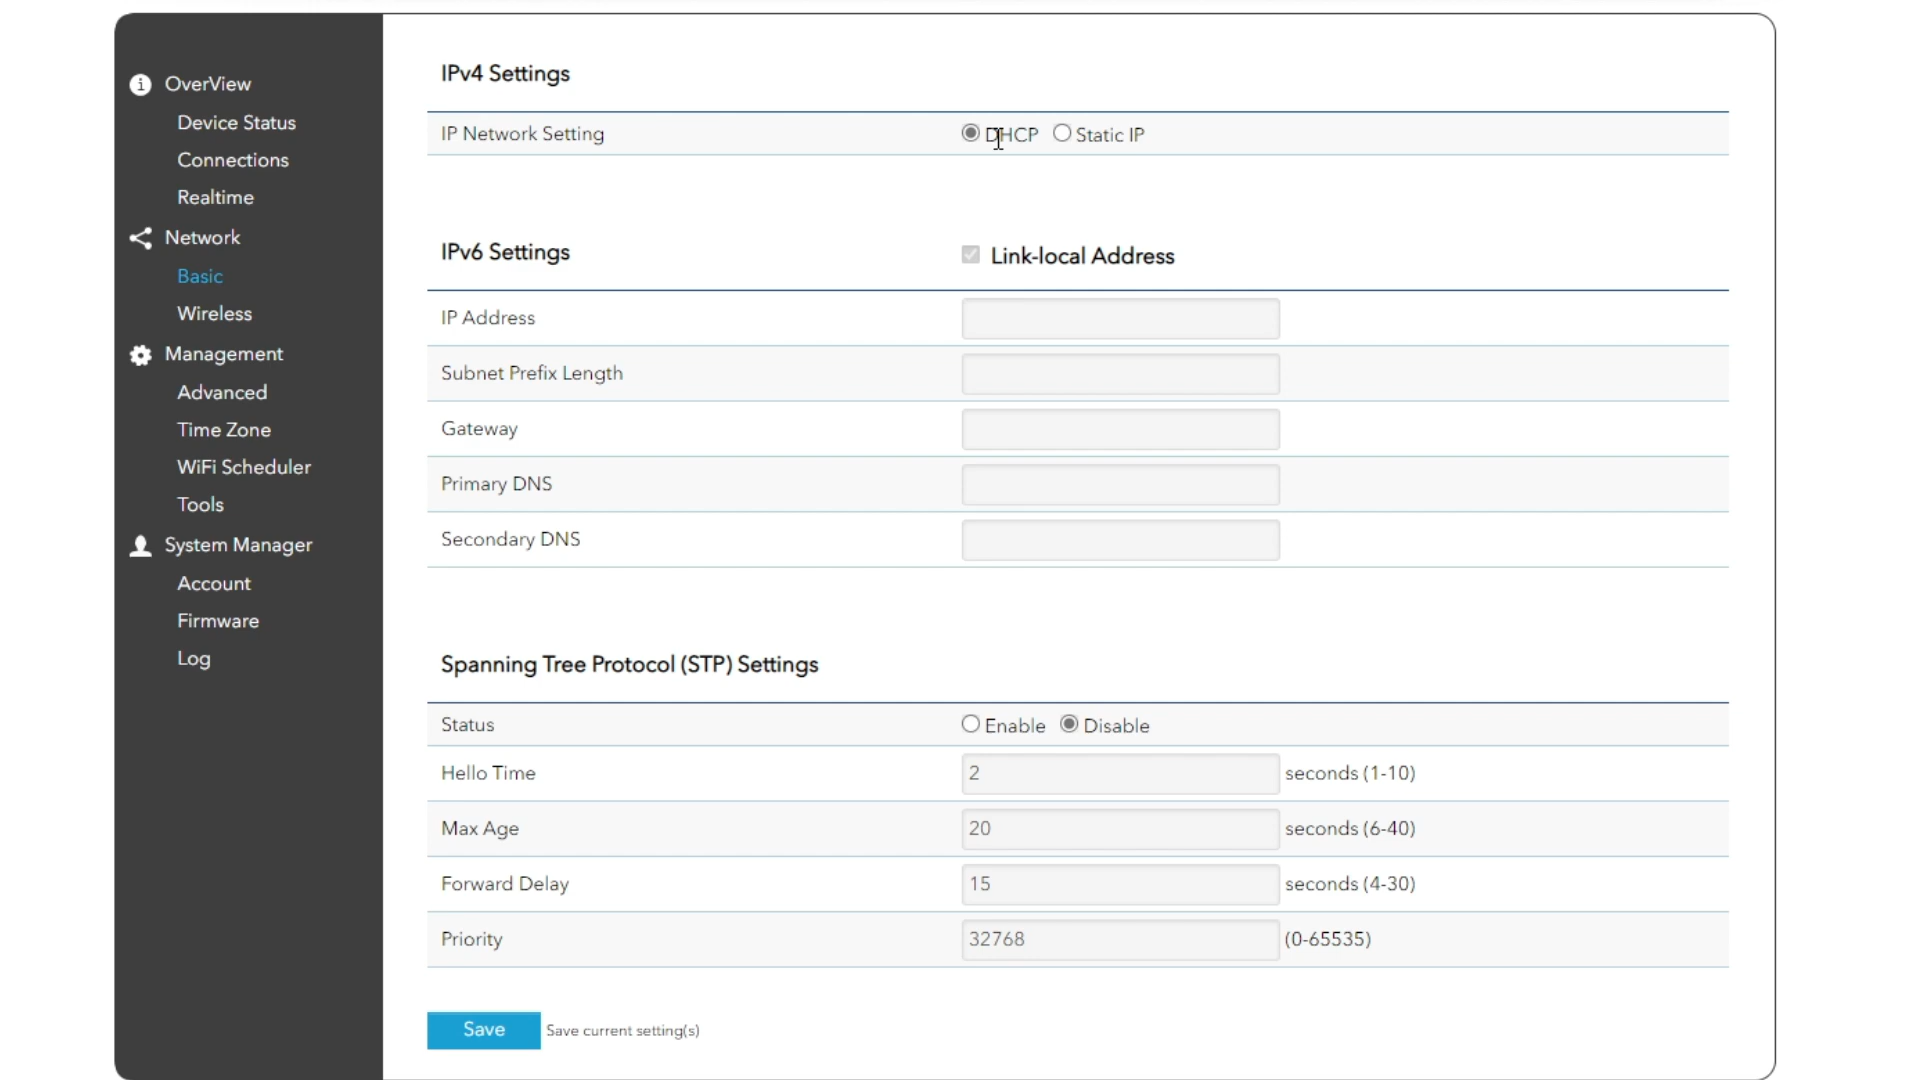 OverView
Device Status
Connections
Realtime
Network
Basic
Wireless
Management
Advanced
Time Zone
WiFi Scheduler
Tools
System Manager
Account
Firmware
Log
IPv4 Settings
IP Network Setting DHCP Static IP
IPv6 Settings Link-local Address
IP Address
Subnet Prefix Length
Gateway
Primary DNS
Secondary DNS
Spanning Tree Protocol (STP) Settings
Status Enable Disable
Hello Time 2 seconds (1-10)
Max Age 20 seconds (6-40)
Forward Delay 15 seconds (4-30)
Priority 32768 (0-65535)
Save Save current setting(s)